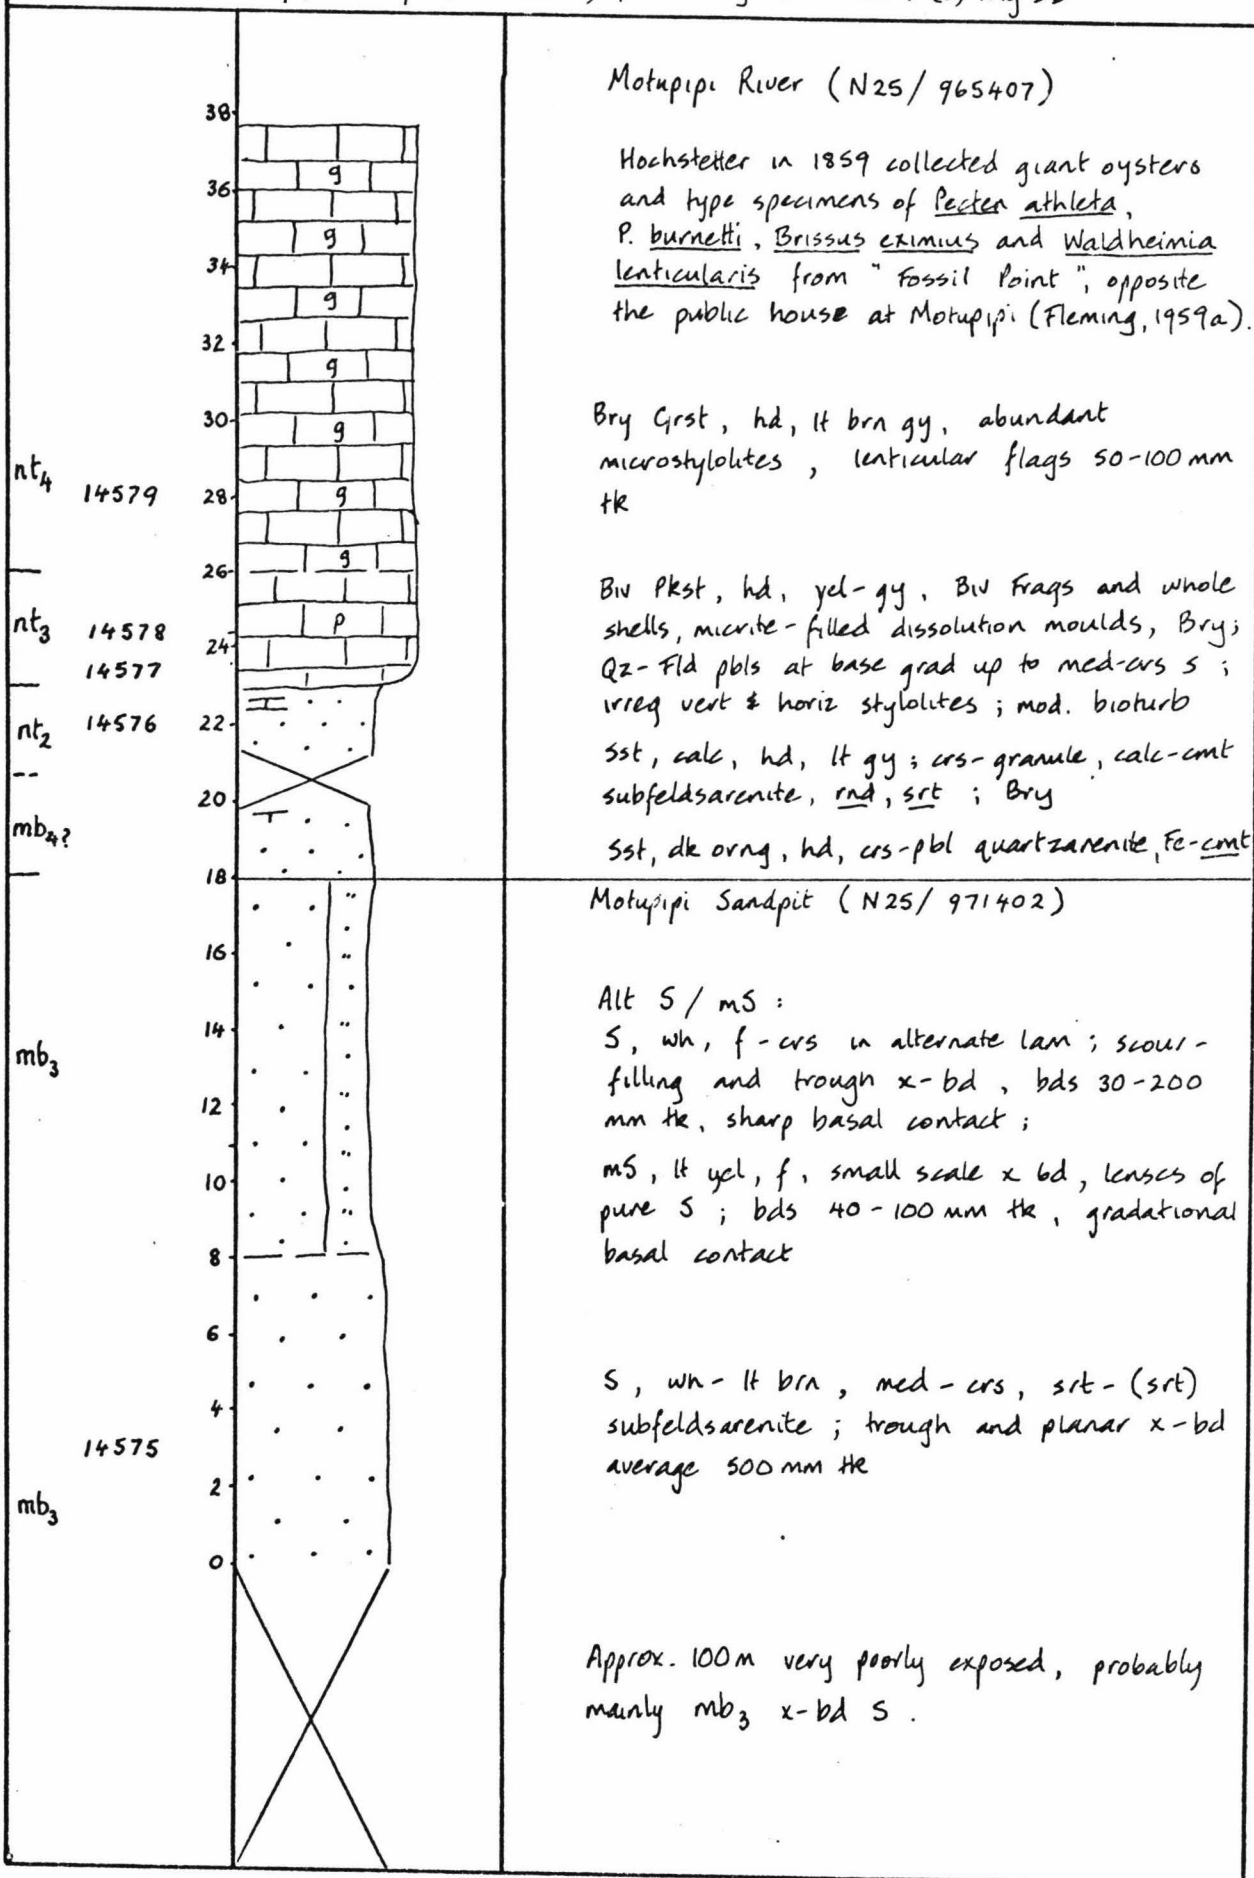 Motupipi River (N25/ 965407)
38
Hochstetter in 1859 collected giant oysters
and type specimens of Pecten athleta,
36
g
P. burnetti, Brissus eximius and Waldheimia
g
34
lenticularis from "Fossil Point", opposite
g
the public house at Motupipi (Fleming, 1959a).
32
g
30
g
Bry Grst, hd, lt brn gy, abundant
microstylolites, lenticular flags 50-100 mm
tk
nt4
14579
28
g
g
26
Biv Pkst, hd, yel-gy, Biv Frags and whole
nt3
14578
P
shells, micrite-filled dissolution moulds, Bry;
24
14577
Qz-Fld pbls at base grad up to med-crs S;
irreg vert & horiz stylolites; mod. bioturb
nt2
14576
22
Sst, calc, hd, lt gy; crs-granule, calc-cmt
--
20
subfeldsarenite, rnd, srt; Bry
mb4?
Sst, dk orng, hd, crs-pbl quartzarenite, Fe-cmt
18
Motupipi Sandpit (N25/ 971402)
16
Alt S / mS :
14
S, wh, f-crs in alternate lam; scour-
mb3
filling and trough x-bd, bds 30-200
12
mm tk, sharp basal contact;
mS, lt yel, f, small scale x bd, lenses of
10
pure S; bds 40-100 mm tk, gradational
basal contact
8
6
S, wh-lt brn, med-crs, srt-(srt)
4
subfeldsarenite; trough and planar x-bd
14575
average 500 mm tk
2
mb3
0
Approx. 100m very poorly exposed, probably
mainly mb3 x-bd S.